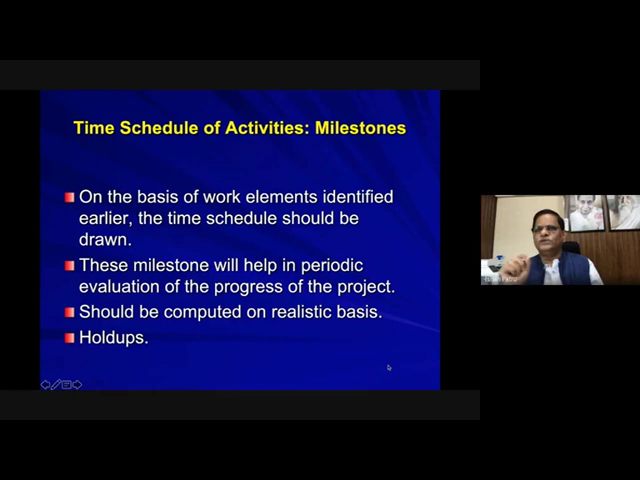 Time Schedule of Activities: Milestones
On the basis of work elements identified
earlier, the time schedule should be
drawn.
These milestone will help in periodic
evaluation of the progress of the project.
Should be computed on realistic basis.
Holdups.